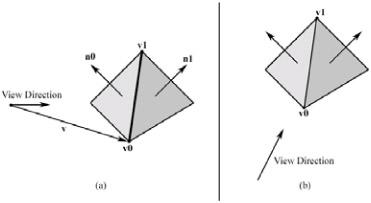 v1
n0
n1
View Direction
v
v0
(a)
v1
v0
View Direction
(b)